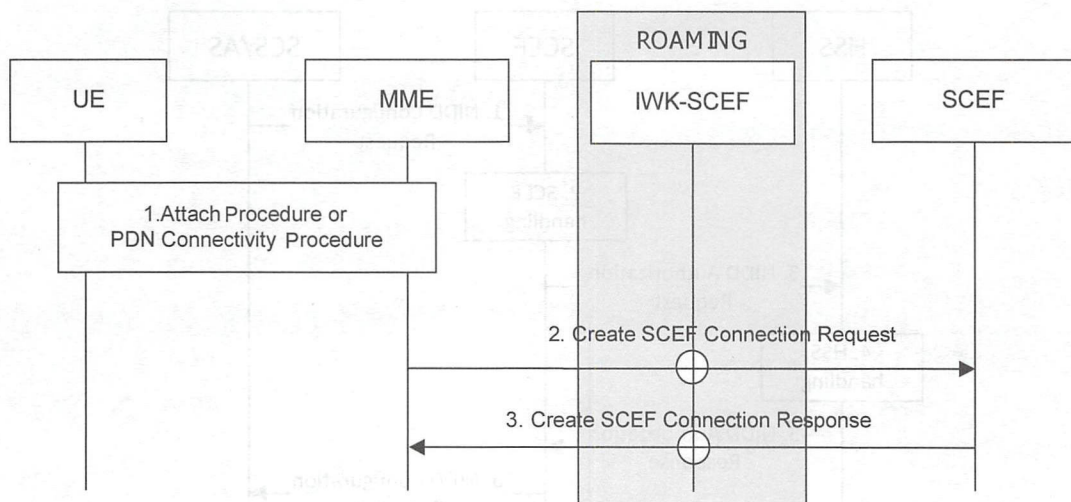 ROAMING
UE
MME
IWK-SCEF
SCEF
1.Attach Procedure or
PDN Connectivity Procedure
2. Create SCEF Connection Request
3. Create SCEF Connection Response